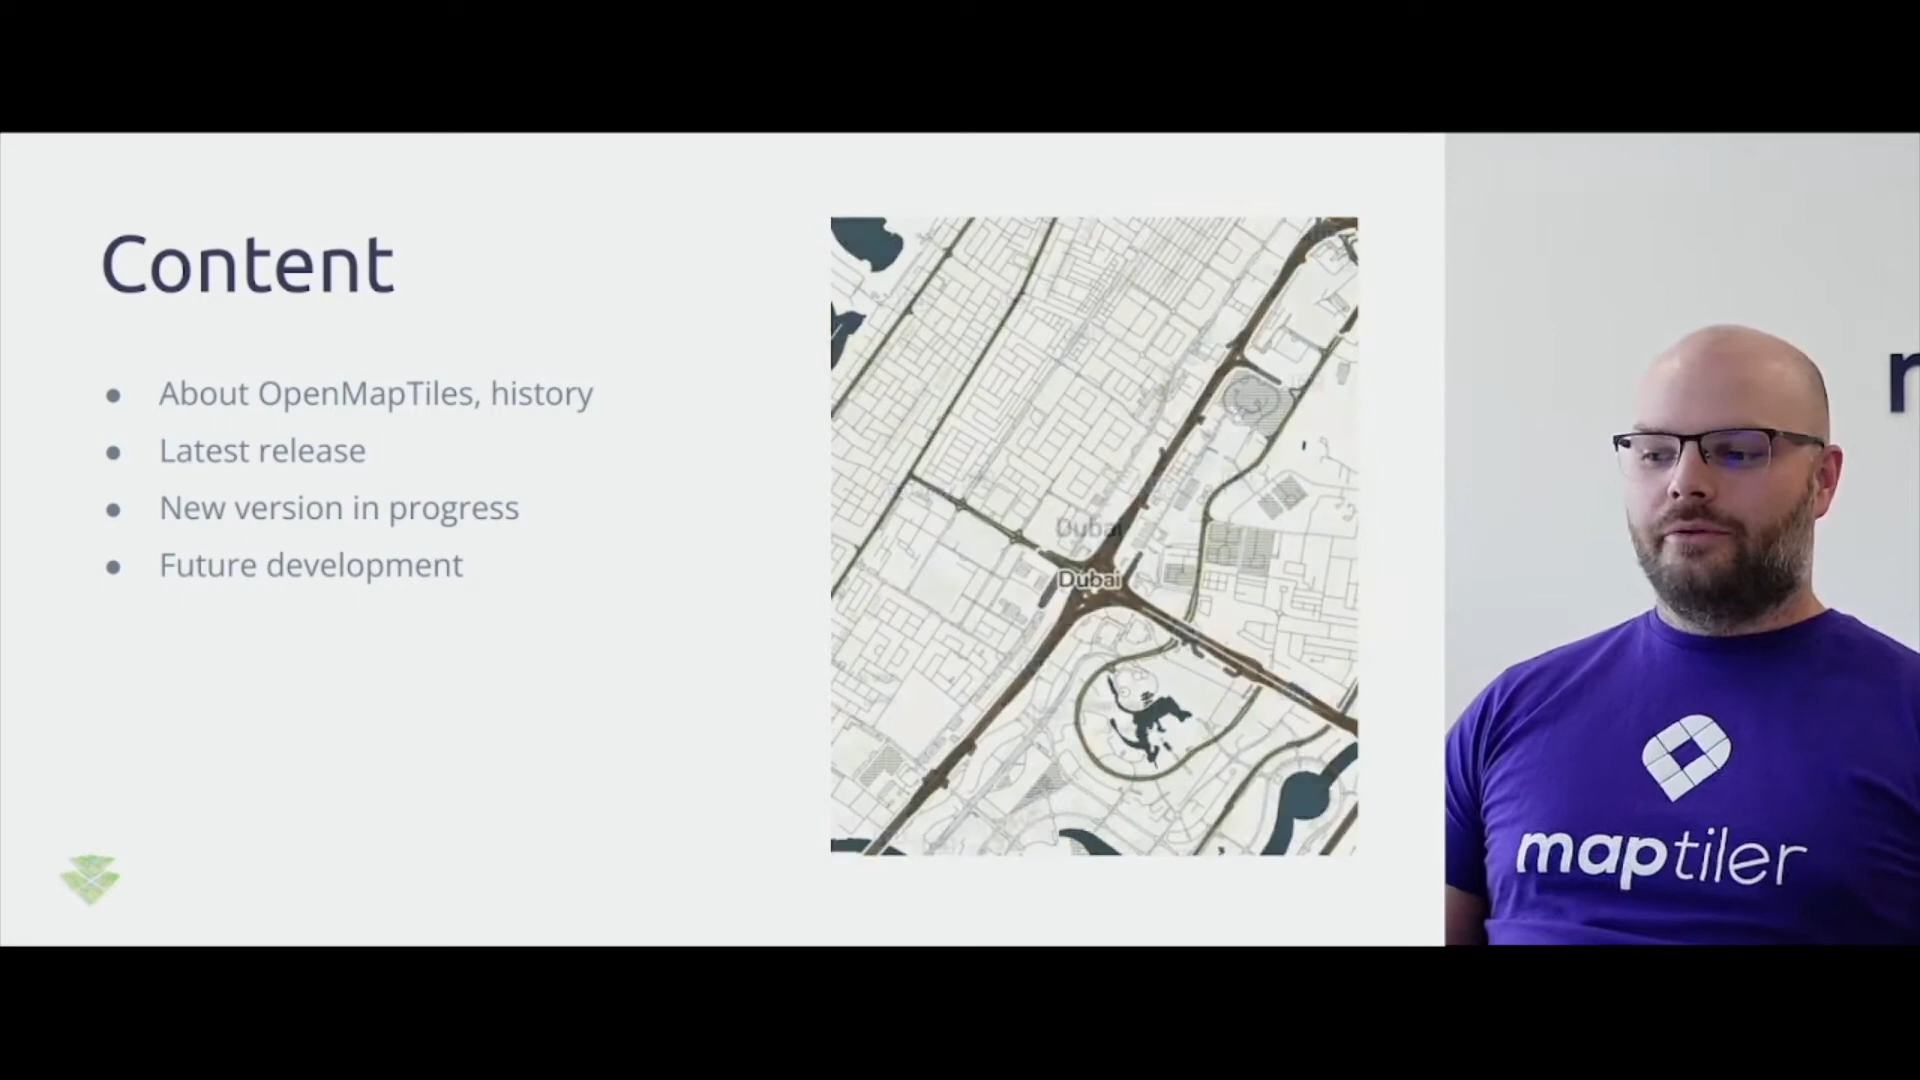 Content
About OpenMapTiles, history
Latest release
New version in progress
Future development
Dubai
Dubai
maptiler